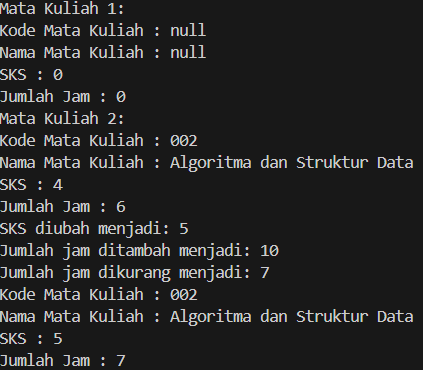 Mata Kuliah 1:
Kode Mata Kuliah : null
Nama Mata Kuliah : null
SKS : 0
Jumlah Jam : 0
Mata Kuliah 2:
Kode Mata Kuliah : 002
Nama Mata Kuliah : Algoritma dan Struktur Data
SKS : 4
Jumlah Jam : 6
SKS diubah menjadi: 5
Jumlah jam ditambah menjadi: 10
Jumlah jam dikurang menjadi: 7
Kode Mata Kuliah : 002
Nama Mata Kuliah : Algoritma dan Struktur Data
SKS : 5
Jumlah Jam : 7